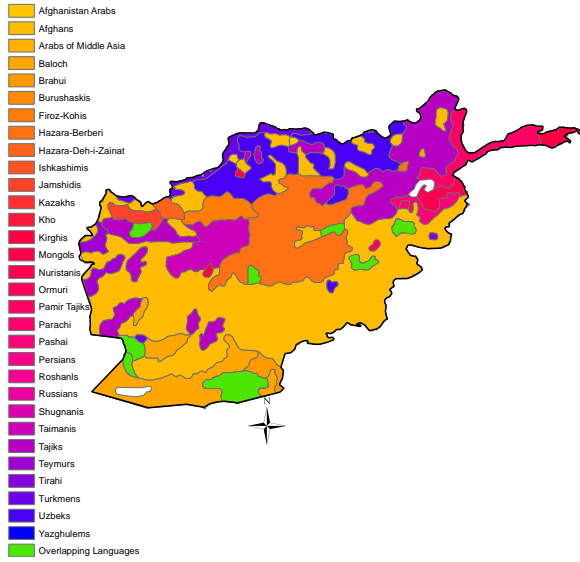 Afghanistan Arabs
Afghans
Arabs of Middle Asia
Baloch
Brahui
Burushaskis
Firoz-Kohis
Hazara-Berberi
Hazara-Deh-i-Zainat
Ishkashimis
Jamshidis
Kazakhs
Kho
Kirghis
Mongols
Nuristanis
Ormuri
Pamir Tajiks
Parachi
Pashai
Persians
Roshanls
Russians
Shugnanis
Taimanis
Tajiks
Teymurs
Tirahi
Turkmens
Uzbeks
Yazghulems
Overlapping Languages
N